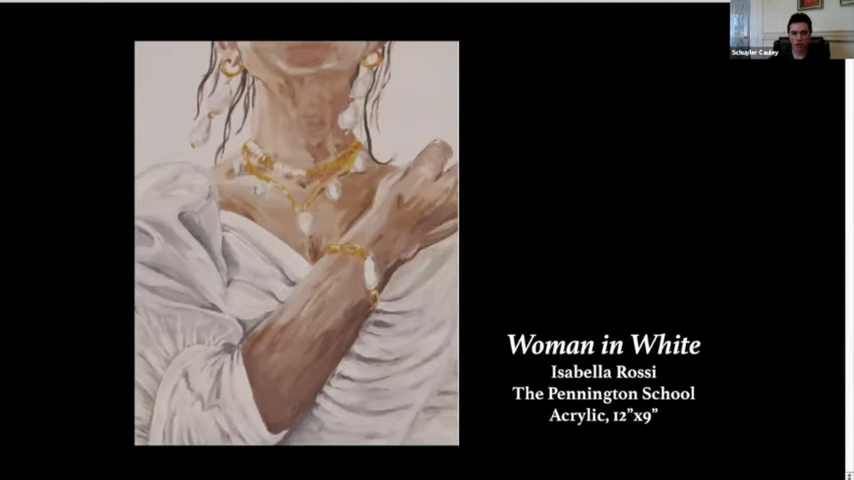 Schuyler Cauley
Woman in White
Isabella Rossi
The Pennington School
Acrylic, 12”x9”